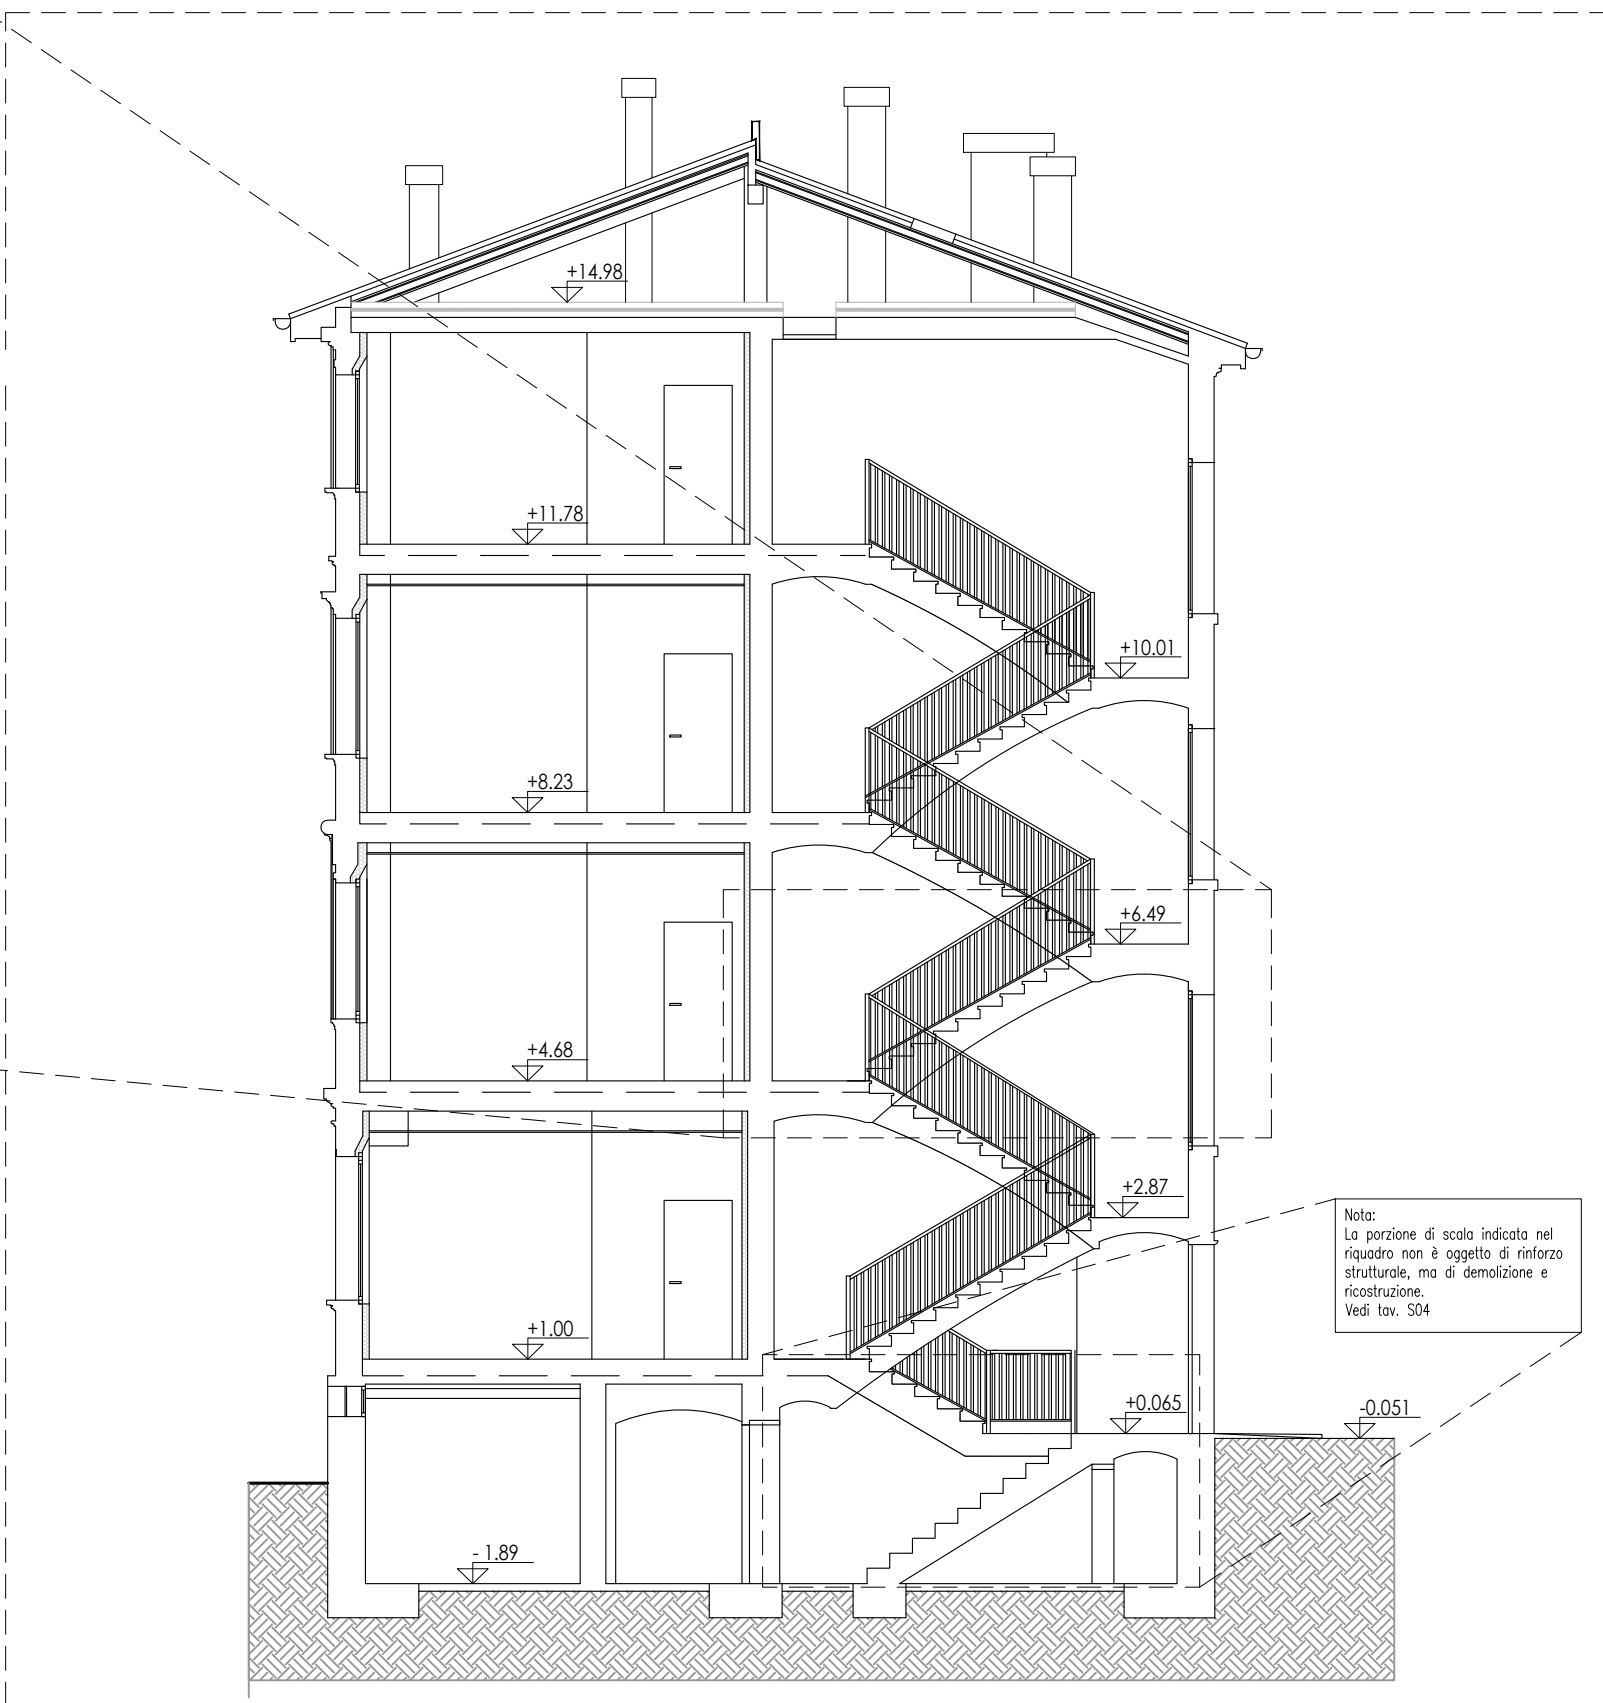 +14.98
+11.78
+10.01
+8.23
+6.49
+4.68
+2.87
Nota:
La porzione di scala indicata nel
riquadro non è oggetto di rinforzo
strutturale, ma di demolizione e
ricostruzione.
Vedi tav. S04
+1.00
+0.065
-0.051
- 1.89